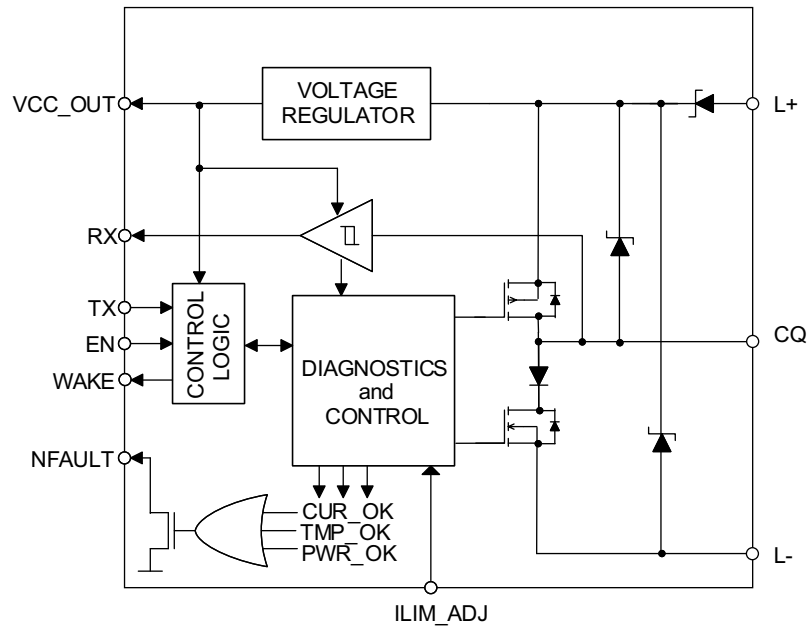 VOLTAGE
REGULATOR
VCC_OUT
L+
RX
TX
EN
WAKE
CONTROL
LOGIC
DIAGNOSTICS
and
CONTROL
CQ
NFAULT
CUR_OK
TMP_OK
PWR_OK
L-
ILIM_ADJ